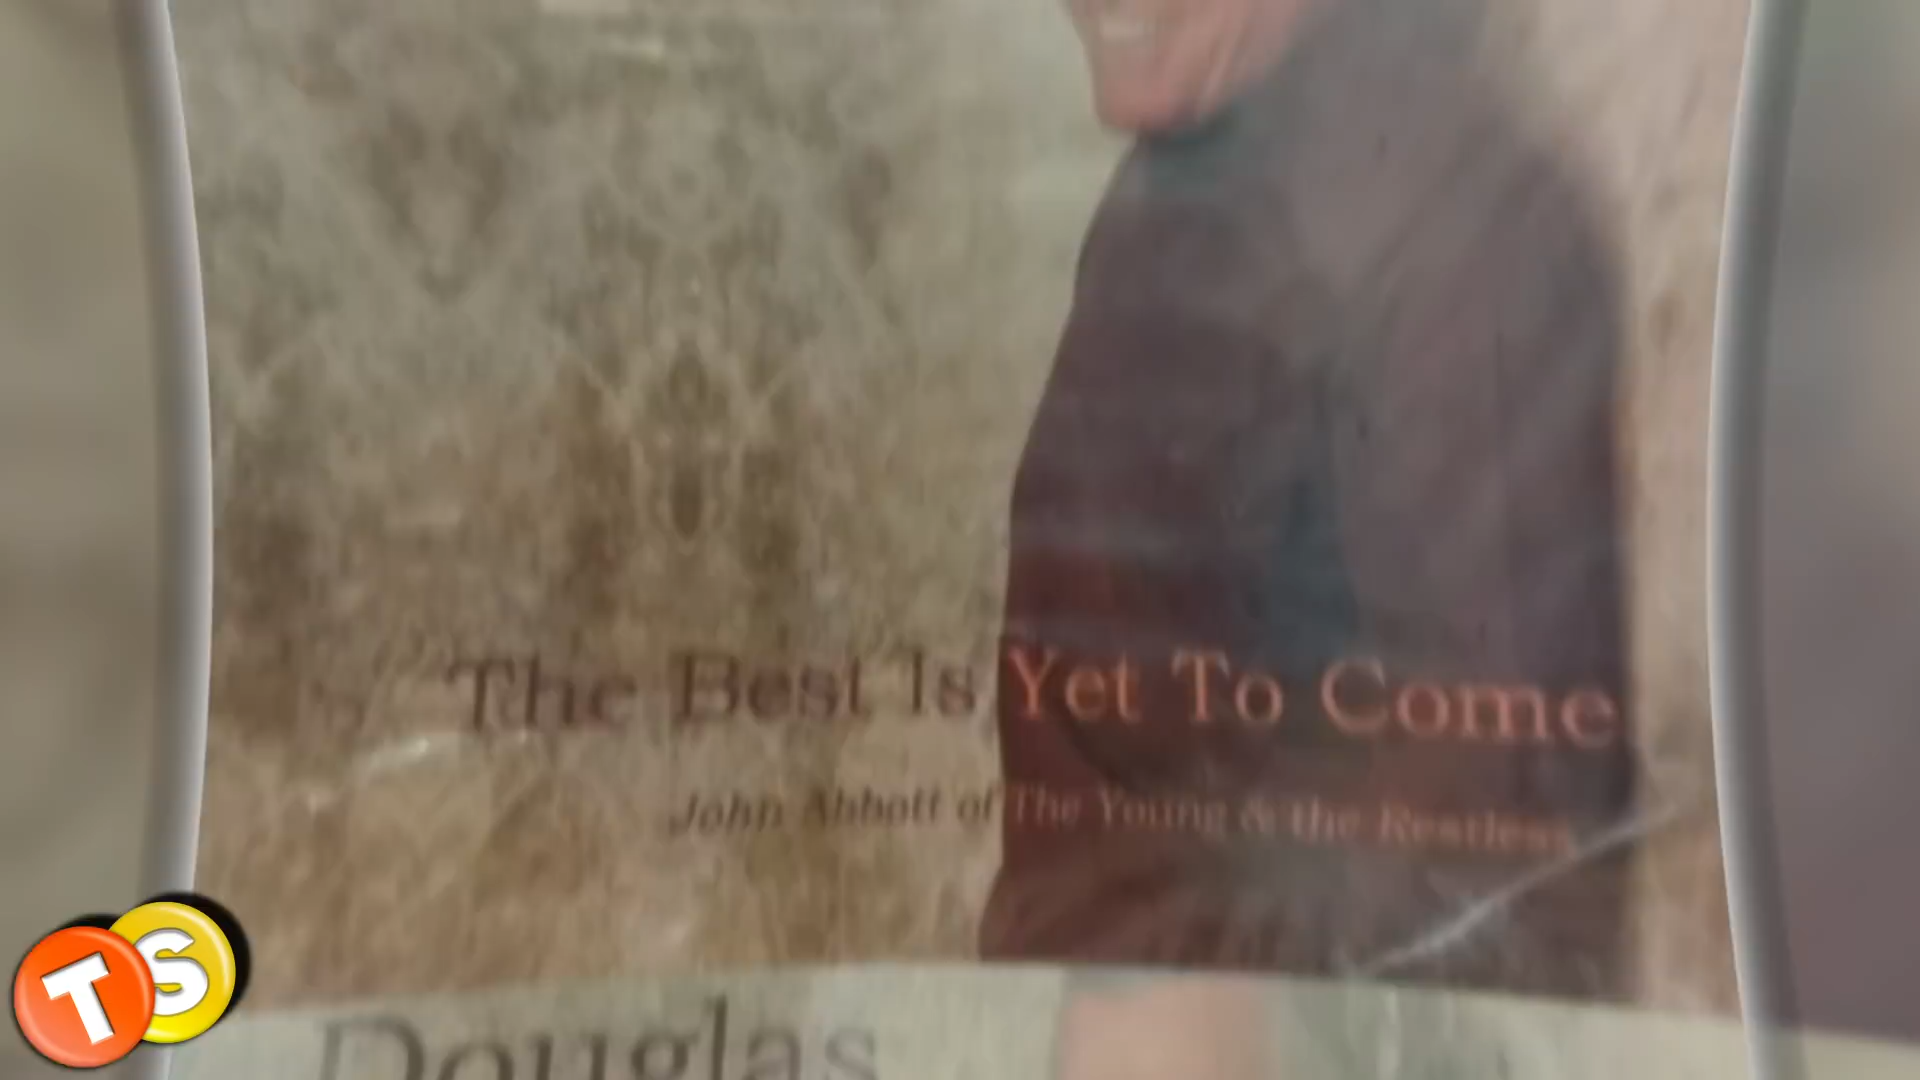 "The Best Is Yet To Come
John Abbott of The Young & the Restless
Douglas
TS